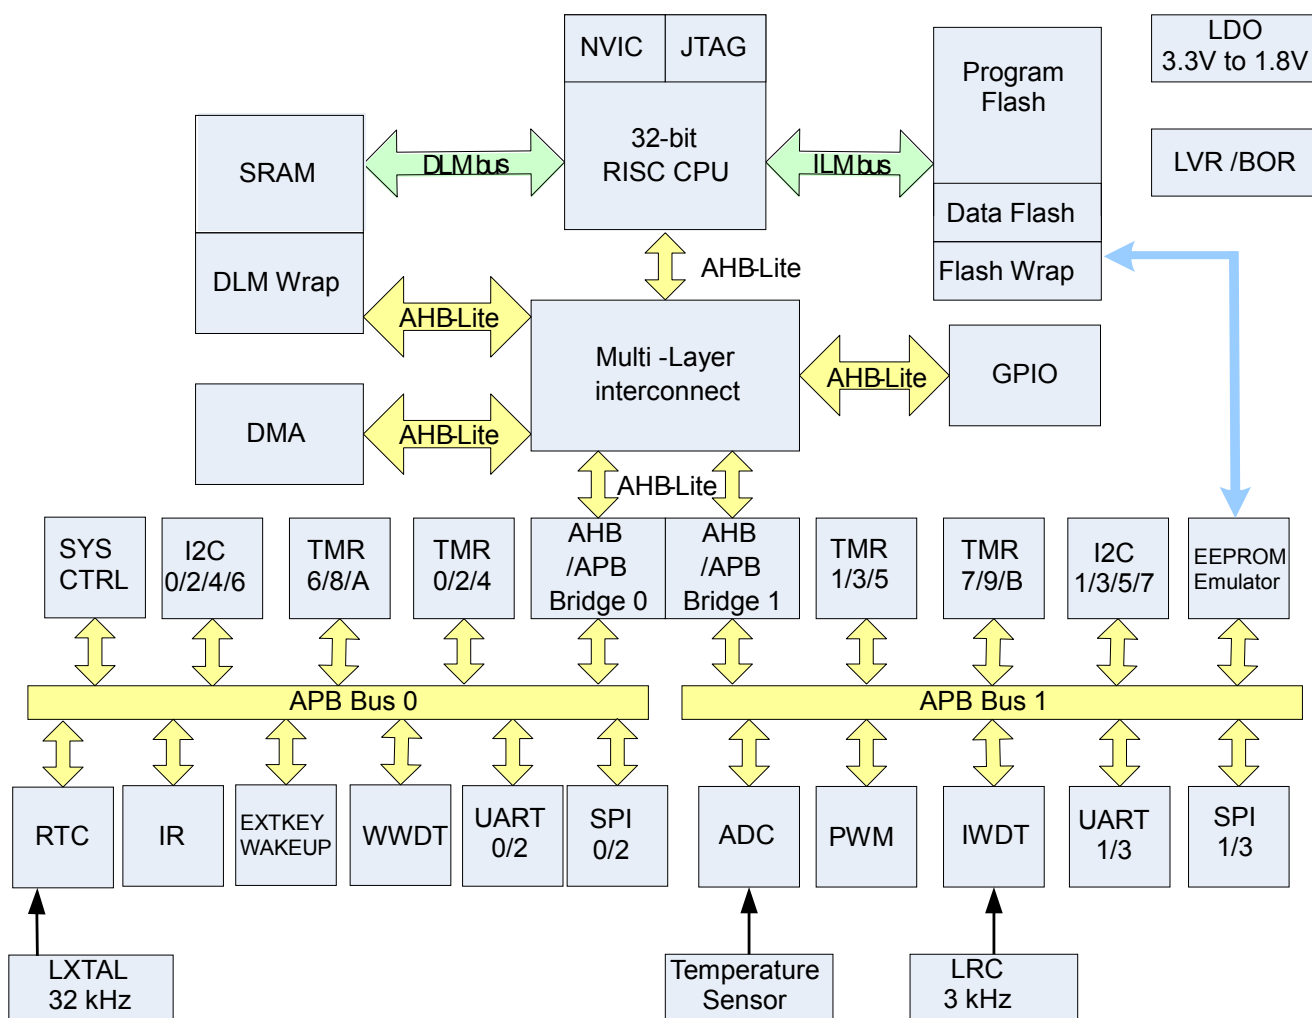 NVIC
JTAG
LDO
3.3V to 1.8V
Program
Flash
32-bit
RISC CPU
SRAM
DLM bus
ILM bus
LVR /BOR
Data Flash
DLM Wrap
AHB-Lite
Flash Wrap
AHB-Lite
Multi -Layer
interconnect
AHB-Lite
GPIO
DMA
AHB-Lite
AHB-Lite
SYS
CTRL
I2C
0/2/4/6
TMR
6/8/A
TMR
0/2/4
AHB
/APB
Bridge 0
AHB
/APB
Bridge 1
TMR
1/3/5
TMR
7/9/B
I2C
1/3/5/7
EEPROM
Emulator
APB Bus 0
APB Bus 1
RTC
IR
EXTKEY
WAKEUP
WWDT
UART
0/2
SPI
0/2
ADC
PWM
IWDT
UART
1/3
SPI
1/3
LXTAL
32 kHz
Temperature
Sensor
LRC
3 kHz